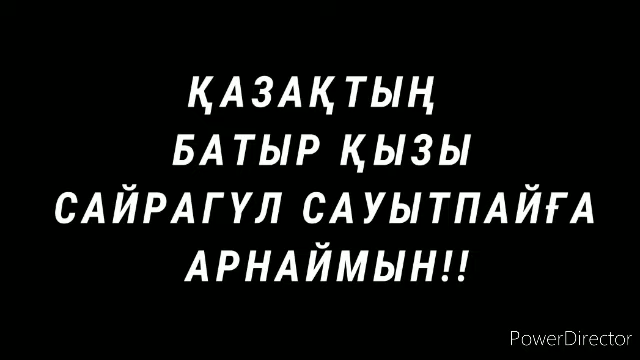 ҚАЗАҚТЫҢ
БАТЫР ҚЫЗЫ
САЙРАГҮЛ САУЫТПАЙҒА
АРНАЙМЫН!!
PowerDirector